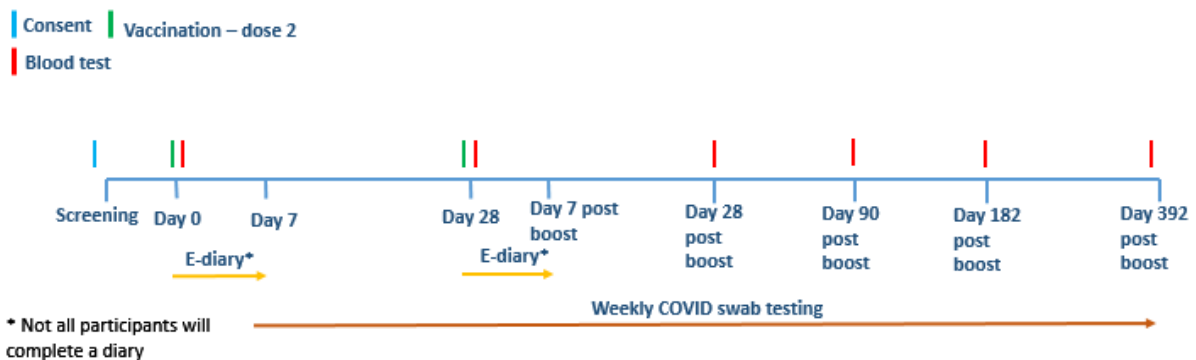 Consent
Vaccination – dose 2
Blood test
Screening
Day 0
Day 7
Day 28
Day 7 post
boost
Day 28
post
boost
Day 90
post
boost
Day 182
post
boost
Day 392
post
boost
E-diary*
E-diary*
Weekly COVID swab testing
* Not all participants will
complete a diary